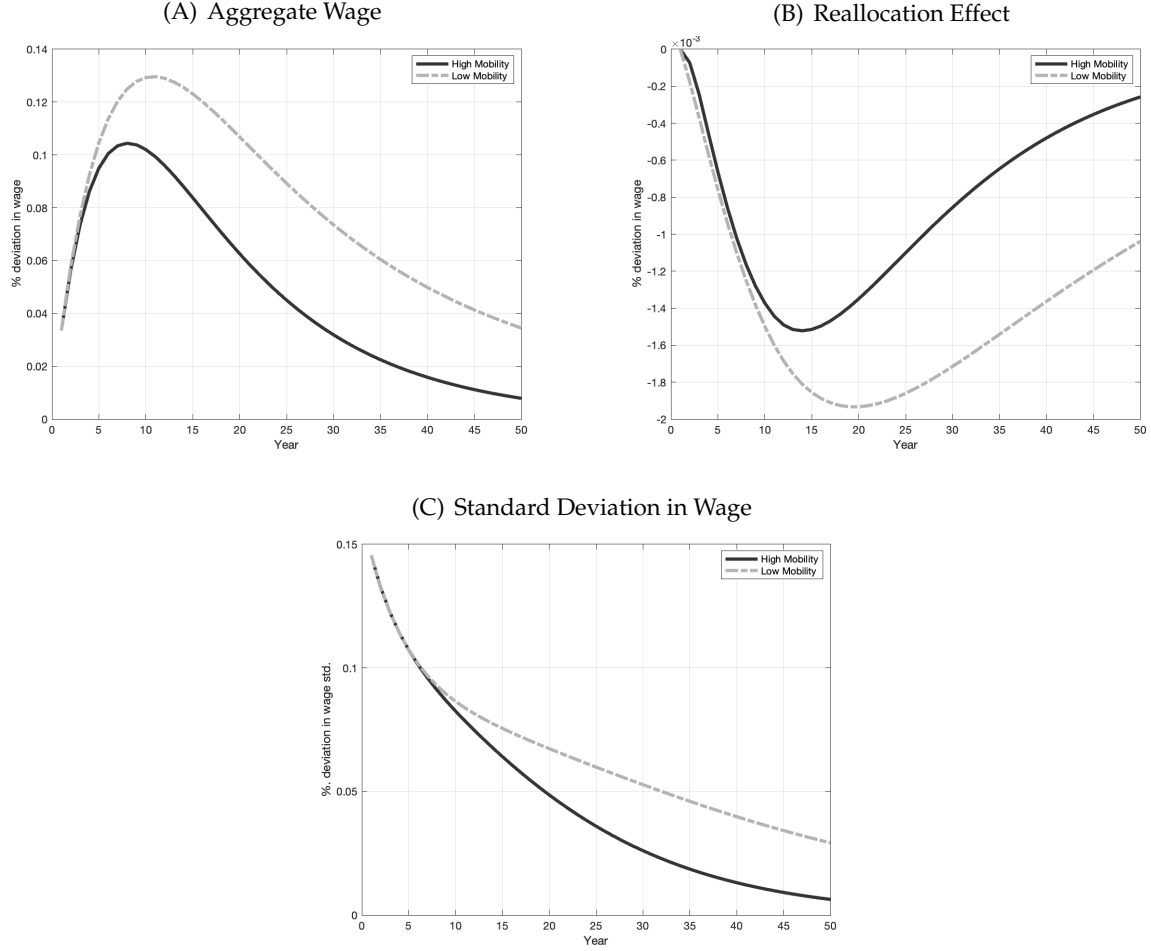 (A) Aggregate Wage
0.14
0.12
0.1
0.08
0.06
0.04
0.02
0
% deviation in wage
High Mobility
Low Mobility
0 5 10 15 20 25 30 35 40 45 50
Year
(B) Reallocation Effect
×10⁻³
0
-0.2
-0.4
-0.6
-0.8
-1
-1.2
-1.4
-1.6
-1.8
-2
% deviation in wage
High Mobility
Low Mobility
0 5 10 15 20 25 30 35 40 45 50
Year
(C) Standard Deviation in Wage
0.15
0.1
0.05
0
%. deviation in wage std.
High Mobility
Low Mobility
0 5 10 15 20 25 30 35 40 45 50
Year